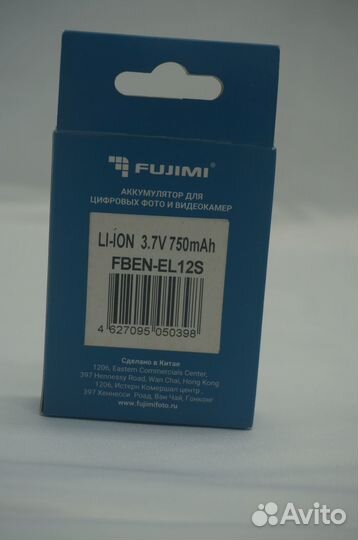 FUJIMI
АККУМУЛЯТОР ДЛЯ
ЦИФРОВЫХ ФОТО И ВИДЕОКАМЕР
LI-iON 3.7V 750mAh
FBEN-EL12S
4 627095 050398
Сделано в Китае
1206, Eastern Commercials Center,
397 Hennessy Road, Wan Chai, Hong Kong
1206, Истерн Комершал центр
397 Хеннесси Роад, Ван Чай, Гонконг
www.fujimifoto.ru
Avito